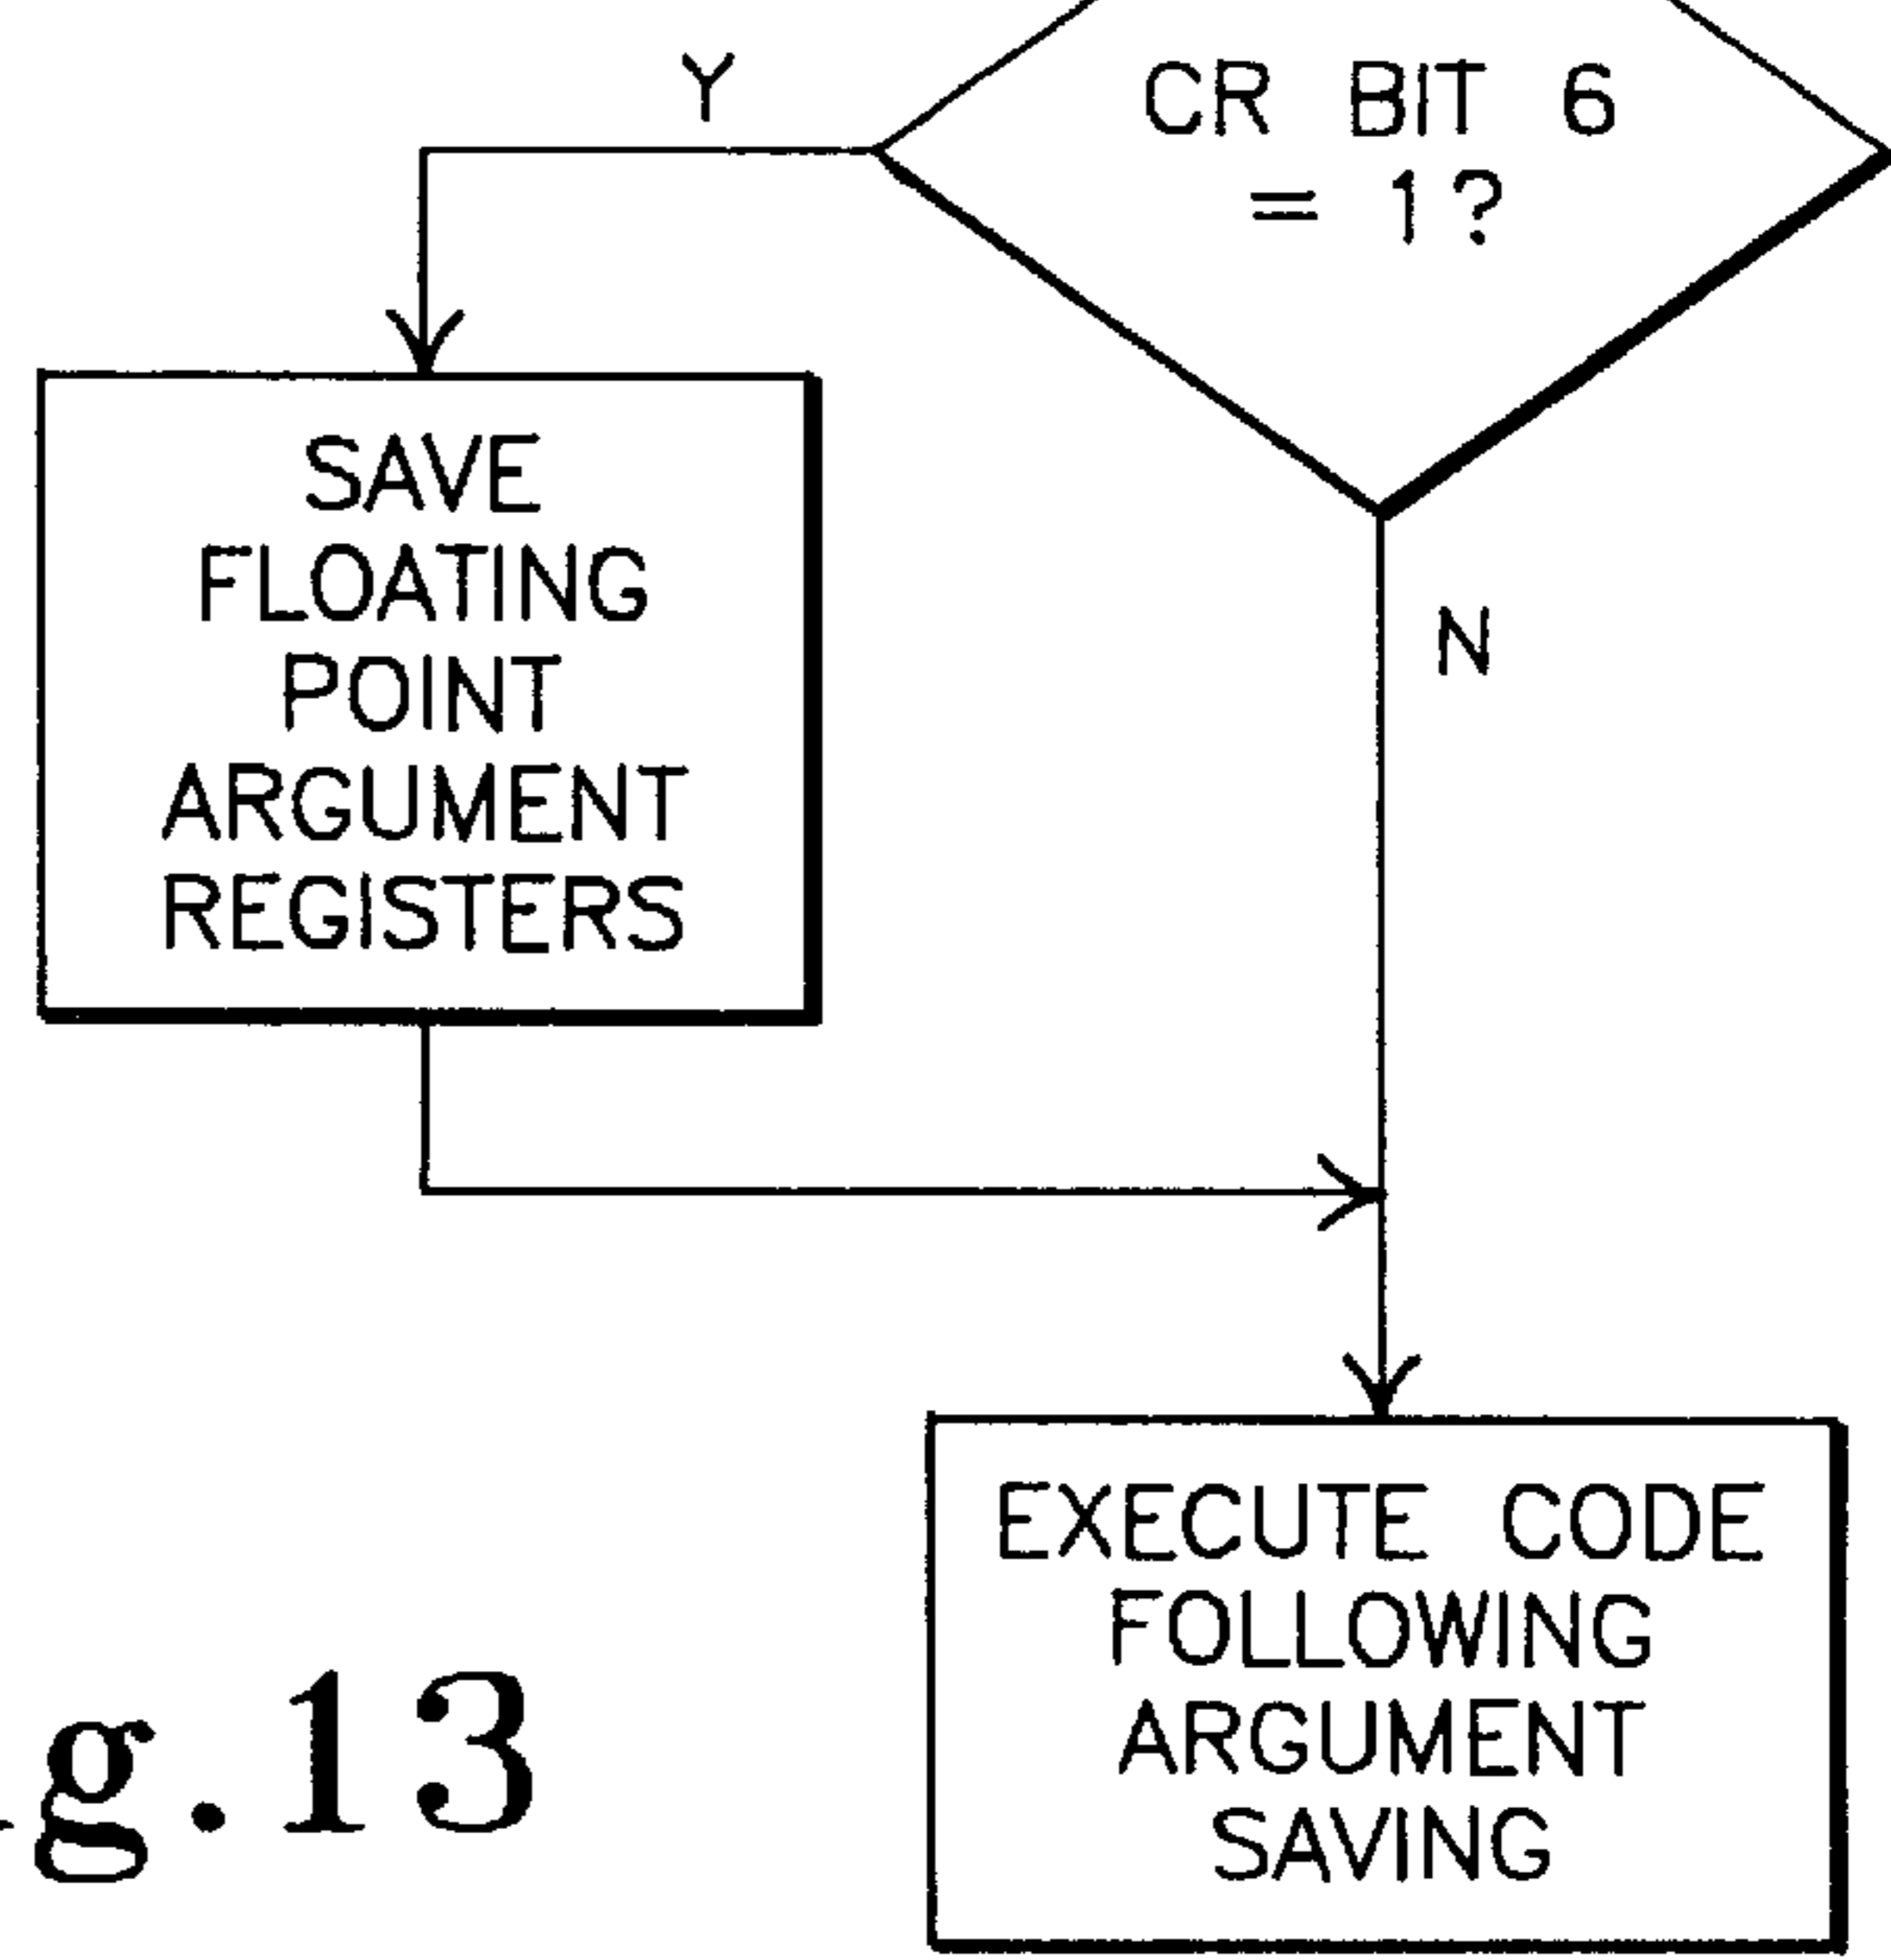 Y
CR BIT 6
= 1?
SAVE
FLOATING
POINT
ARGUMENT
REGISTERS
N
EXECUTE CODE
FOLLOWING
ARGUMENT
SAVING
g.13